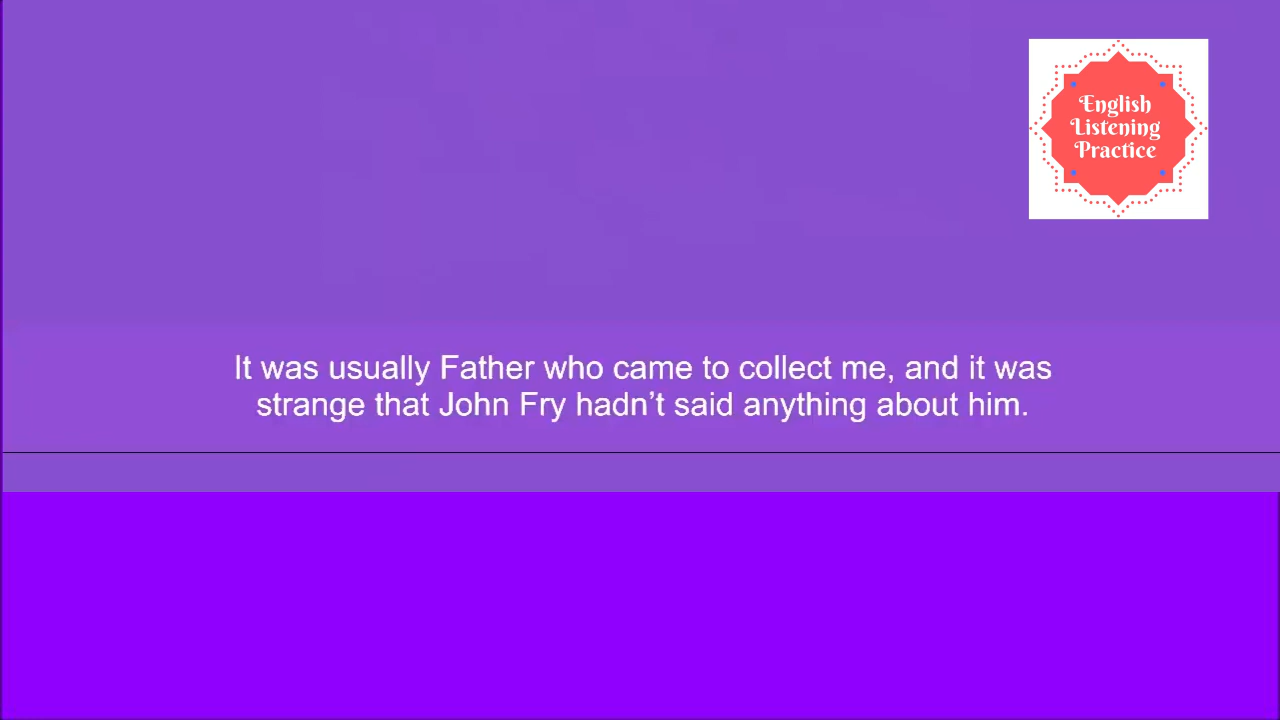 English
Listening
Practice
It was usually Father who came to collect me, and it was
strange that John Fry hadn’t said anything about him.